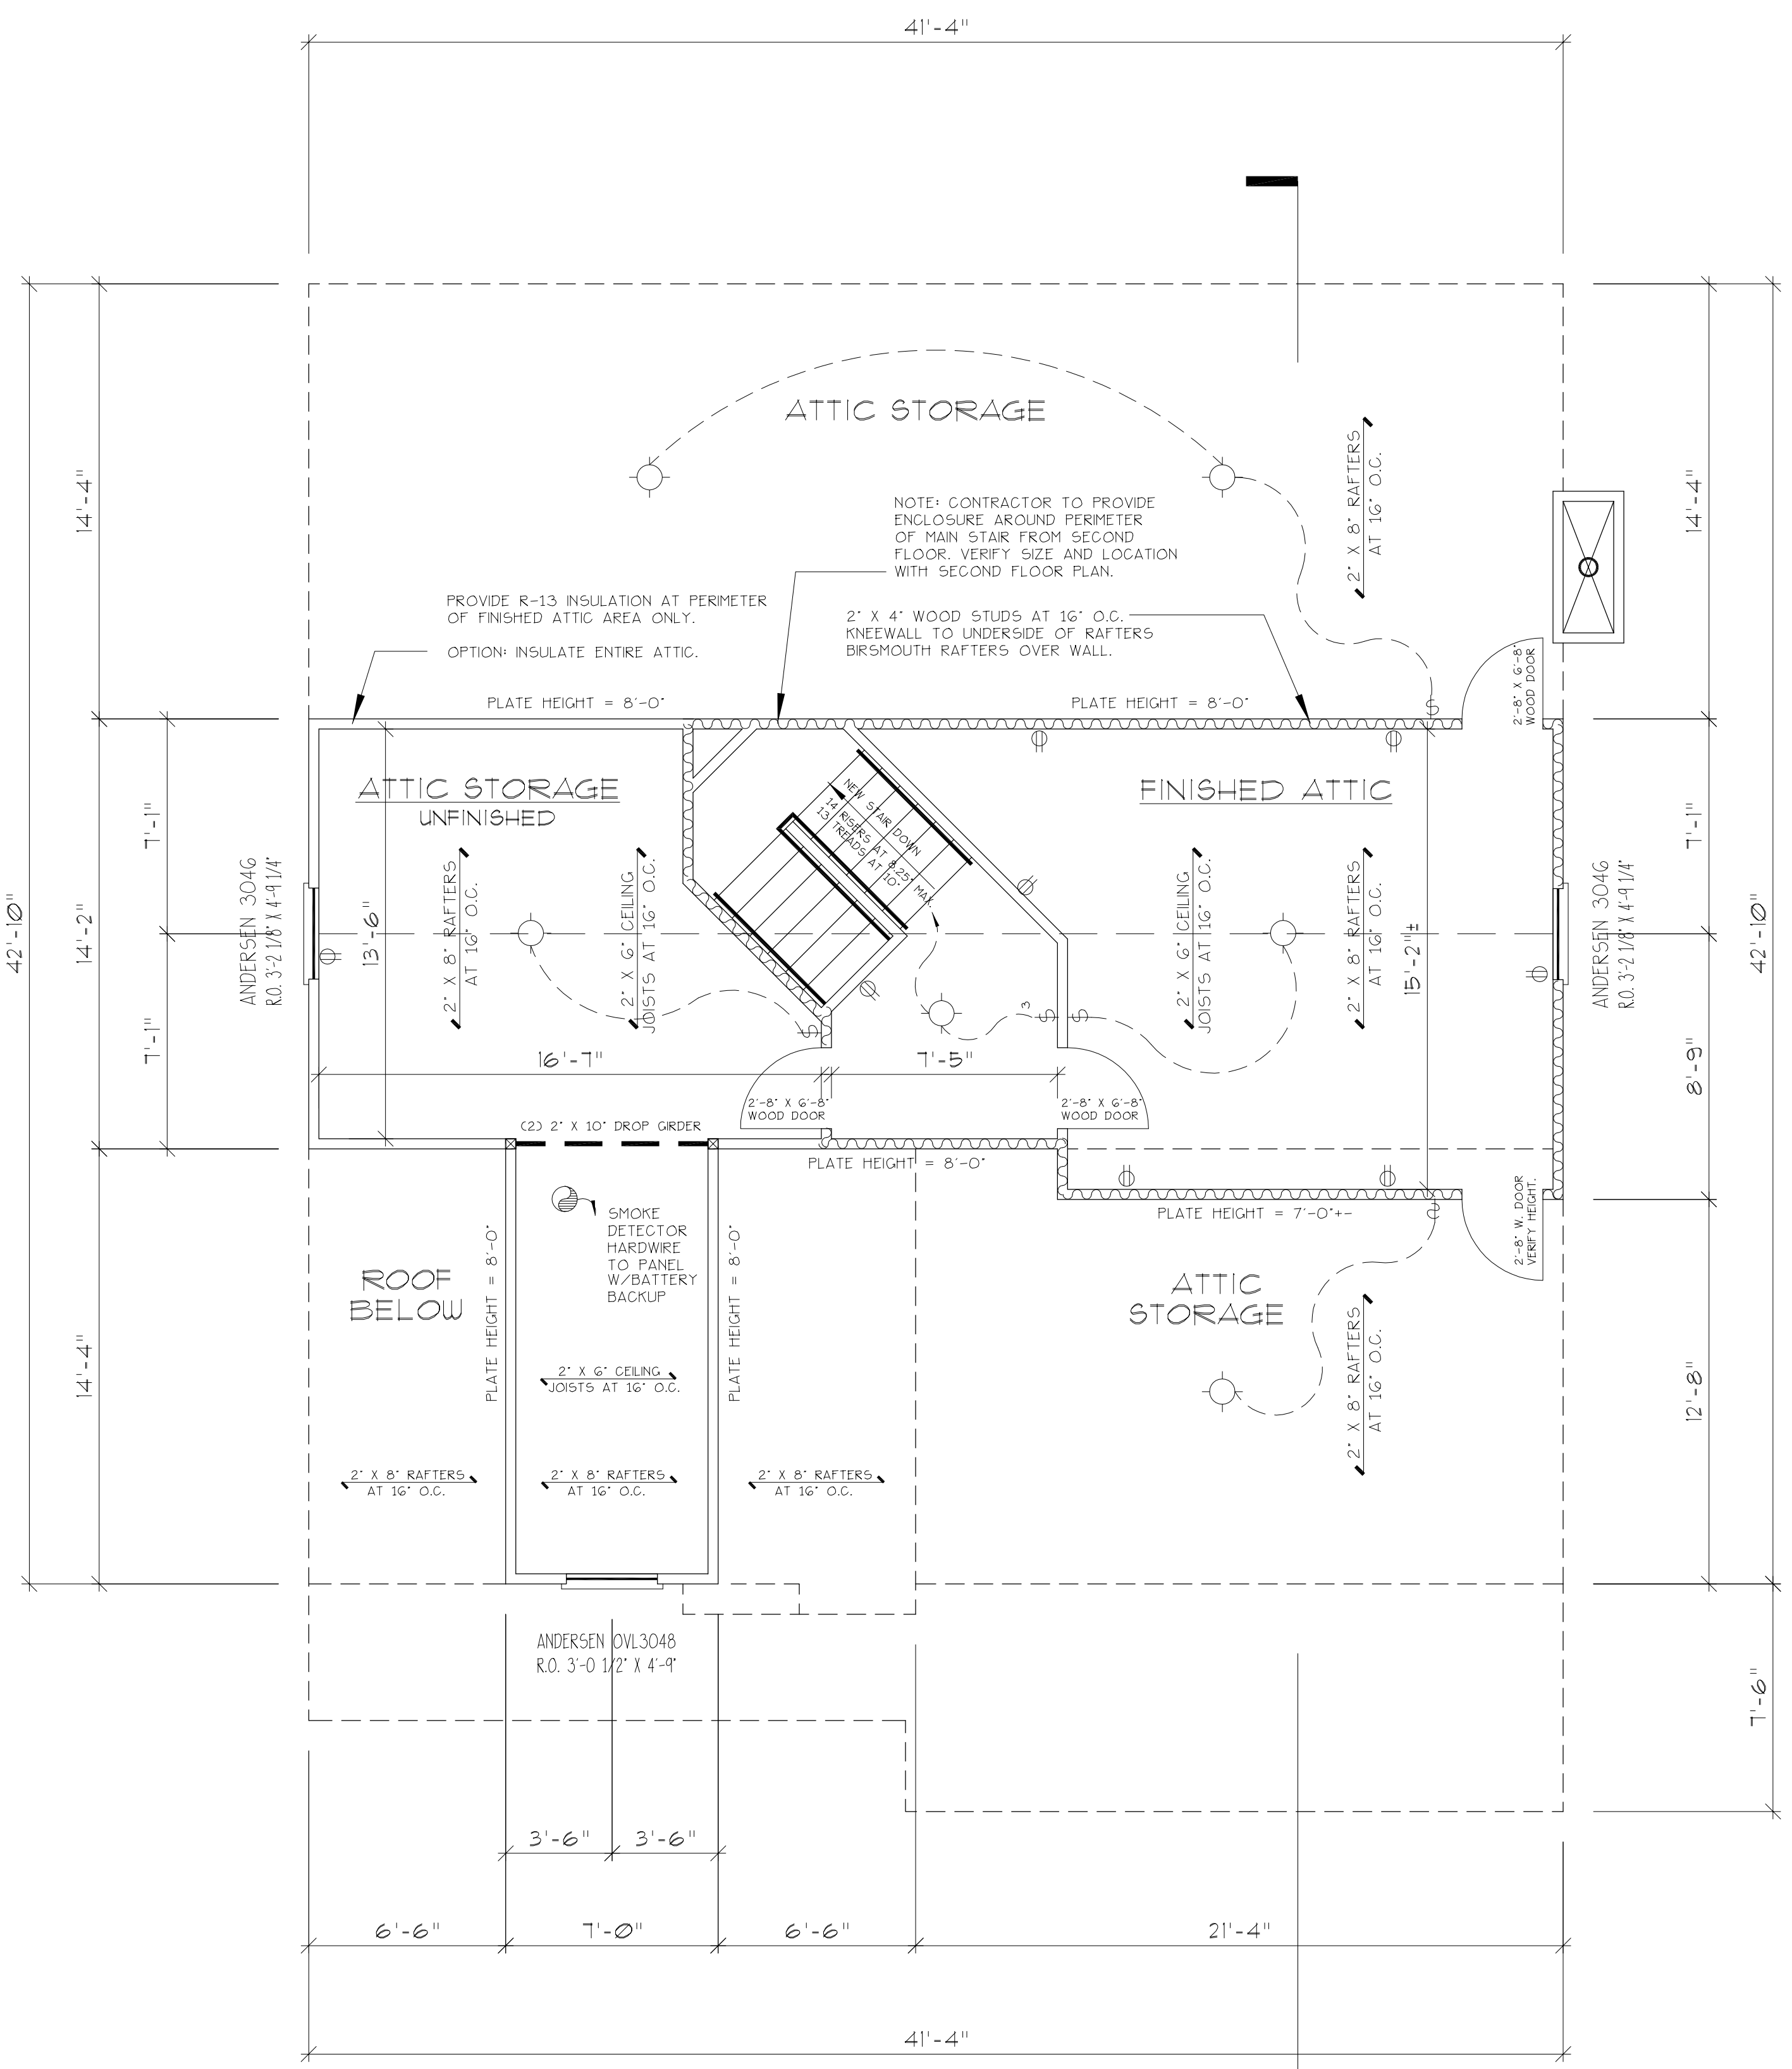 41'-4"
ATTIC STORAGE
14'-4"
14'-4"
2" X 8" RAFTERS
AT 16" O.C.
NOTE: CONTRACTOR TO PROVIDE
ENCLOSURE AROUND PERIMETER
OF MAIN STAIR FROM SECOND
FLOOR. VERIFY SIZE AND LOCATION
WITH SECOND FLOOR PLAN.
PROVIDE R-13 INSULATION AT PERIMETER
OF FINISHED ATTIC AREA ONLY.
OPTION: INSULATE ENTIRE ATTIC.
2" X 4" WOOD STUDS AT 16" O.C.
KNEEWALL TO UNDERSIDE OF RAFTERS
BIRSMOUTH RAFTERS OVER WALL.
2'-8" X 6'-8"
WOOD DOOR
PLATE HEIGHT = 8'-0"
PLATE HEIGHT = 8'-0"
S
ATTIC STORAGE
UNFINISHED
FINISHED ATTIC
NEW STAIR DOWN
14 RISERS AT 8.25" MAX.
13 TREADS AT 10"
7'-1"
7'-1"
42'-10"
14'-2"
ANDERSEN 3046
R.O. 3'-2 1/8" X 4'-9 1/4"
13'-6"
2" X 8" RAFTERS
AT 16" O.C.
2" X 6" CEILING
JOISTS AT 16" O.C.
2" X 6" CEILING
JOISTS AT 16" O.C.
2" X 8" RAFTERS
AT 16" O.C.
15'-2"±
ANDERSEN 3046
R.O. 3'-2 1/8" X 4'-9 1/4"
42'-10"
7'-1"
8'-9"
S
3
S
S
16'-7"
7'-5"
2'-8" X 6'-8"
WOOD DOOR
2'-8" X 6'-8"
WOOD DOOR
(2) 2" X 10" DROP GIRDER
PLATE HEIGHT = 8'-0"
PLATE HEIGHT = 7'-0"+-
S
2'-8" W. DOOR
VERIFY HEIGHT.
SMOKE
DETECTOR
HARDWIRE
TO PANEL
W/BATTERY
BACKUP
PLATE HEIGHT = 8'-0"
PLATE HEIGHT = 8'-0"
ROOF
BELOW
ATTIC
STORAGE
14'-4"
12'-8"
2" X 6" CEILING
JOISTS AT 16" O.C.
2" X 8" RAFTERS
AT 16" O.C.
2" X 8" RAFTERS
AT 16" O.C.
2" X 8" RAFTERS
AT 16" O.C.
2" X 8" RAFTERS
AT 16" O.C.
ANDERSEN OVL3048
R.O. 3'-0 1/2" X 4'-9"
7'-6"
3'-6"
3'-6"
6'-6"
7'-0"
6'-6"
21'-4"
41'-4"